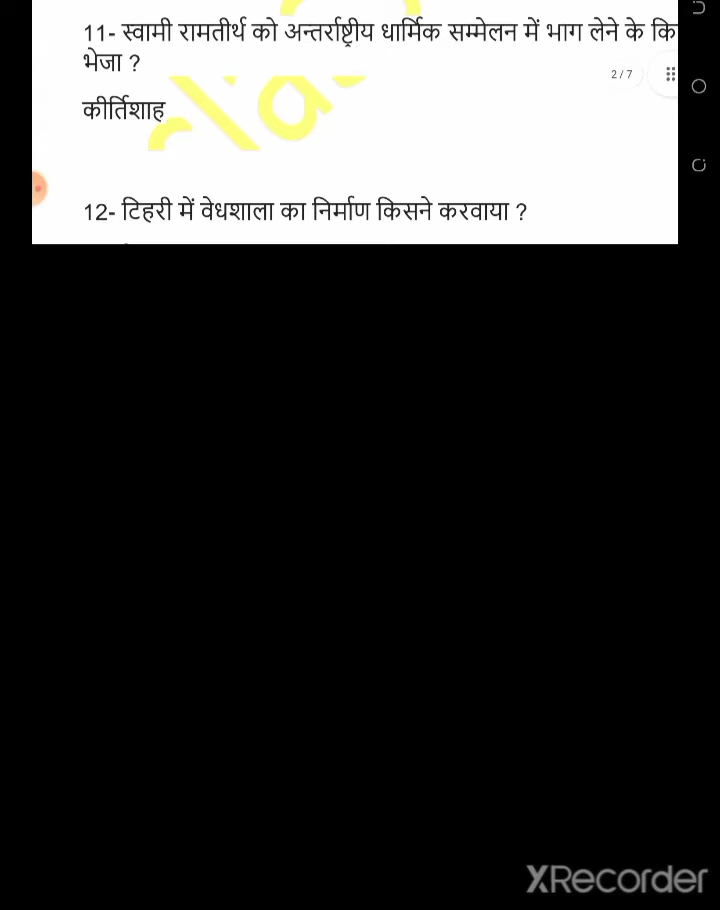 11- स्वामी रामतीर्थ को अन्तर्राष्ट्रीय धार्मिक सम्मेलन में भाग लेने के कि
भेजा ?
2 / 7
कीर्तिशाह
12- टिहरी में वेधशाला का निर्माण किसने करवाया ?
XRecorder